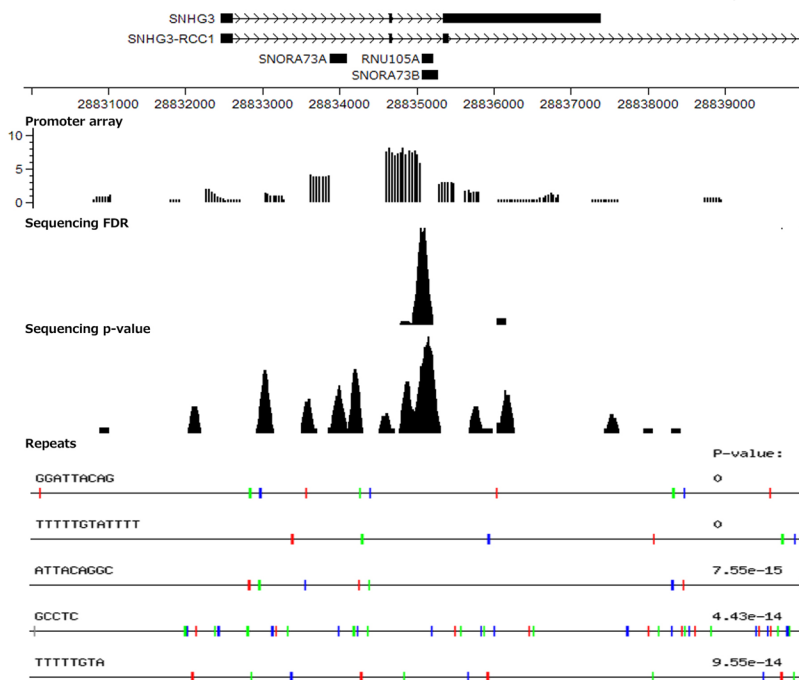 SNHG3
SNHG3-RCC1
SNORA73A RNU105A
SNORA73B
28831000 28832000 28833000 28834000 28835000 28836000 28837000 28838000 28839000
Promoter array
10
5
0
Sequencing FDR
Sequencing p-value
Repeats
P-value:
GGATTACAG 0
TTTTTGTATTTT 0
ATTACAGGC 7.55e-15
GCCTC 4.43e-14
TTTTTGTA 9.55e-14